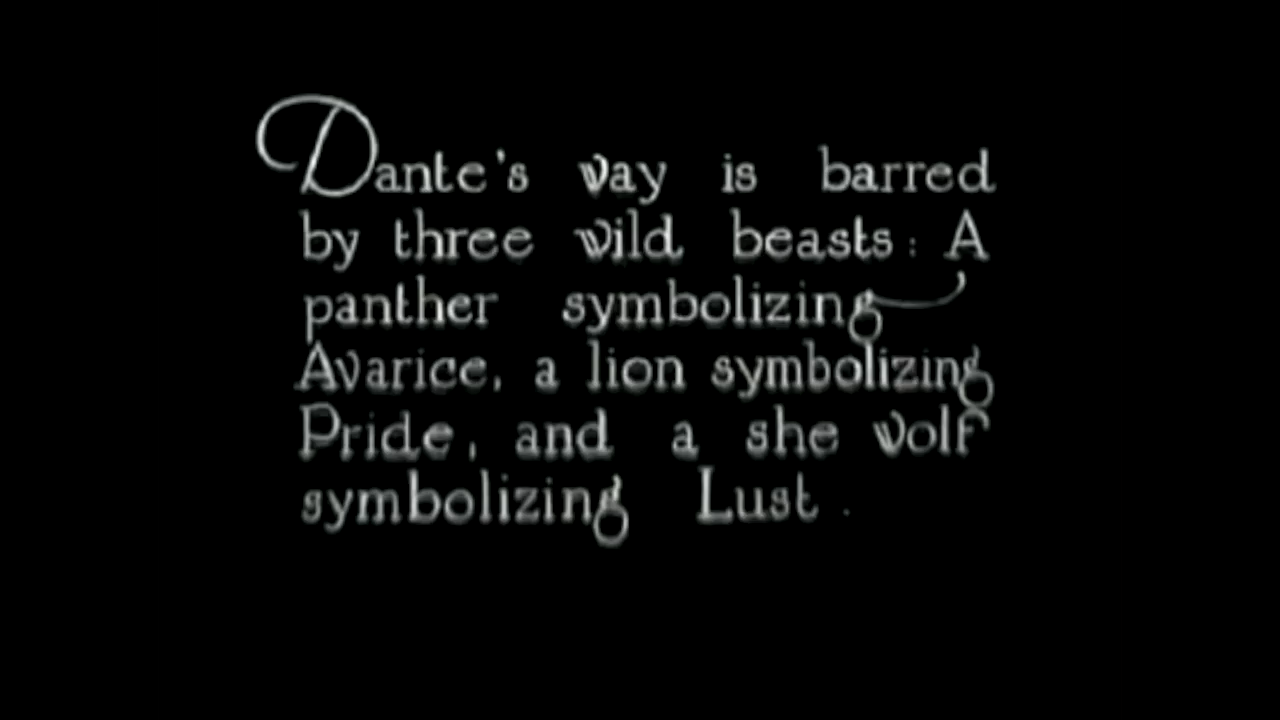 Dante's way is barred
by three wild beasts: A
panther symbolizing
Avarice, a lion symbolizing
Pride, and a she wolf
symbolizing Lust.